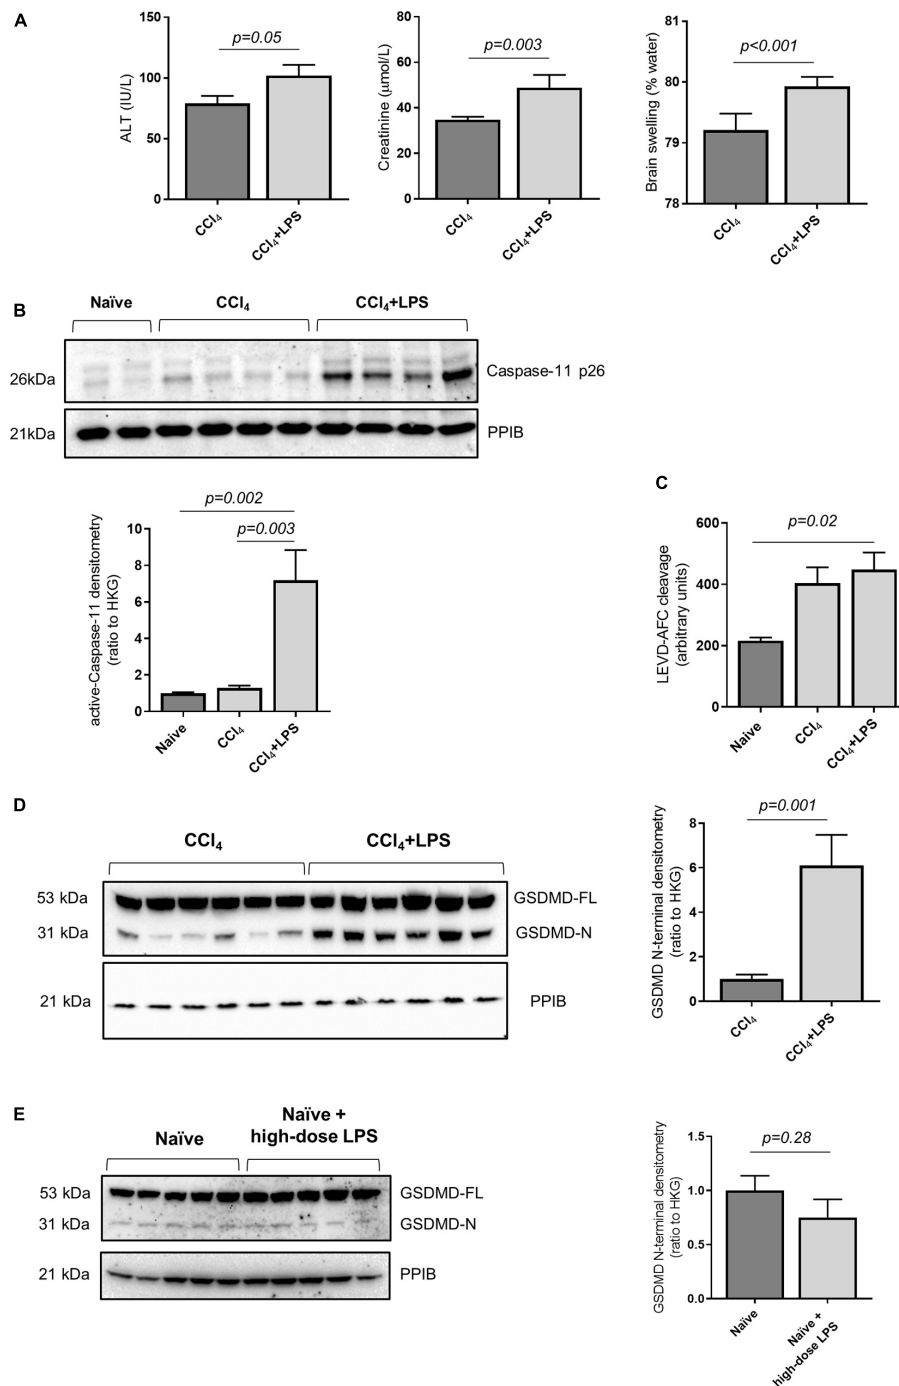 A
ALT (IU/L)
150
100
50
0
p=0.05
CCl₄
CCl₄+LPS
Creatinine (μmol/L)
80
60
40
20
0
p=0.003
CCl₄
CCl₄+LPS
Brain swelling (% water)
81
80
79
78
p<0.001
CCl₄
CCl₄+LPS
B
Naïve
CCl₄
CCl₄+LPS
26kDa
Caspase-11 p26
21kDa
PPIB
active-Caspase-11 densitometry
(ratio to HKG)
10
8
6
4
2
0
p=0.002
p=0.003
Naive
CCl₄
CCl₄+LPS
C
LEVD-AFC cleavage
(arbitrary units)
600
400
200
0
p=0.02
Naive
CCl₄
CCl₄+LPS
D
CCl₄
CCl₄+LPS
53 kDa
GSDMD-FL
31 kDa
GSDMD-N
21 kDa
PPIB
GSDMD N-terminal densitometry
(ratio to HKG)
8
6
4
2
0
p=0.001
CCl₄
CCl₄+LPS
E
Naïve
Naïve +
high-dose LPS
53 kDa
GSDMD-FL
31 kDa
GSDMD-N
21 kDa
PPIB
GSDMD N-terminal densitometry
(ratio to HKG)
1.5
1.0
0.5
0.0
p=0.28
Naïve
Naïve +
high-dose LPS